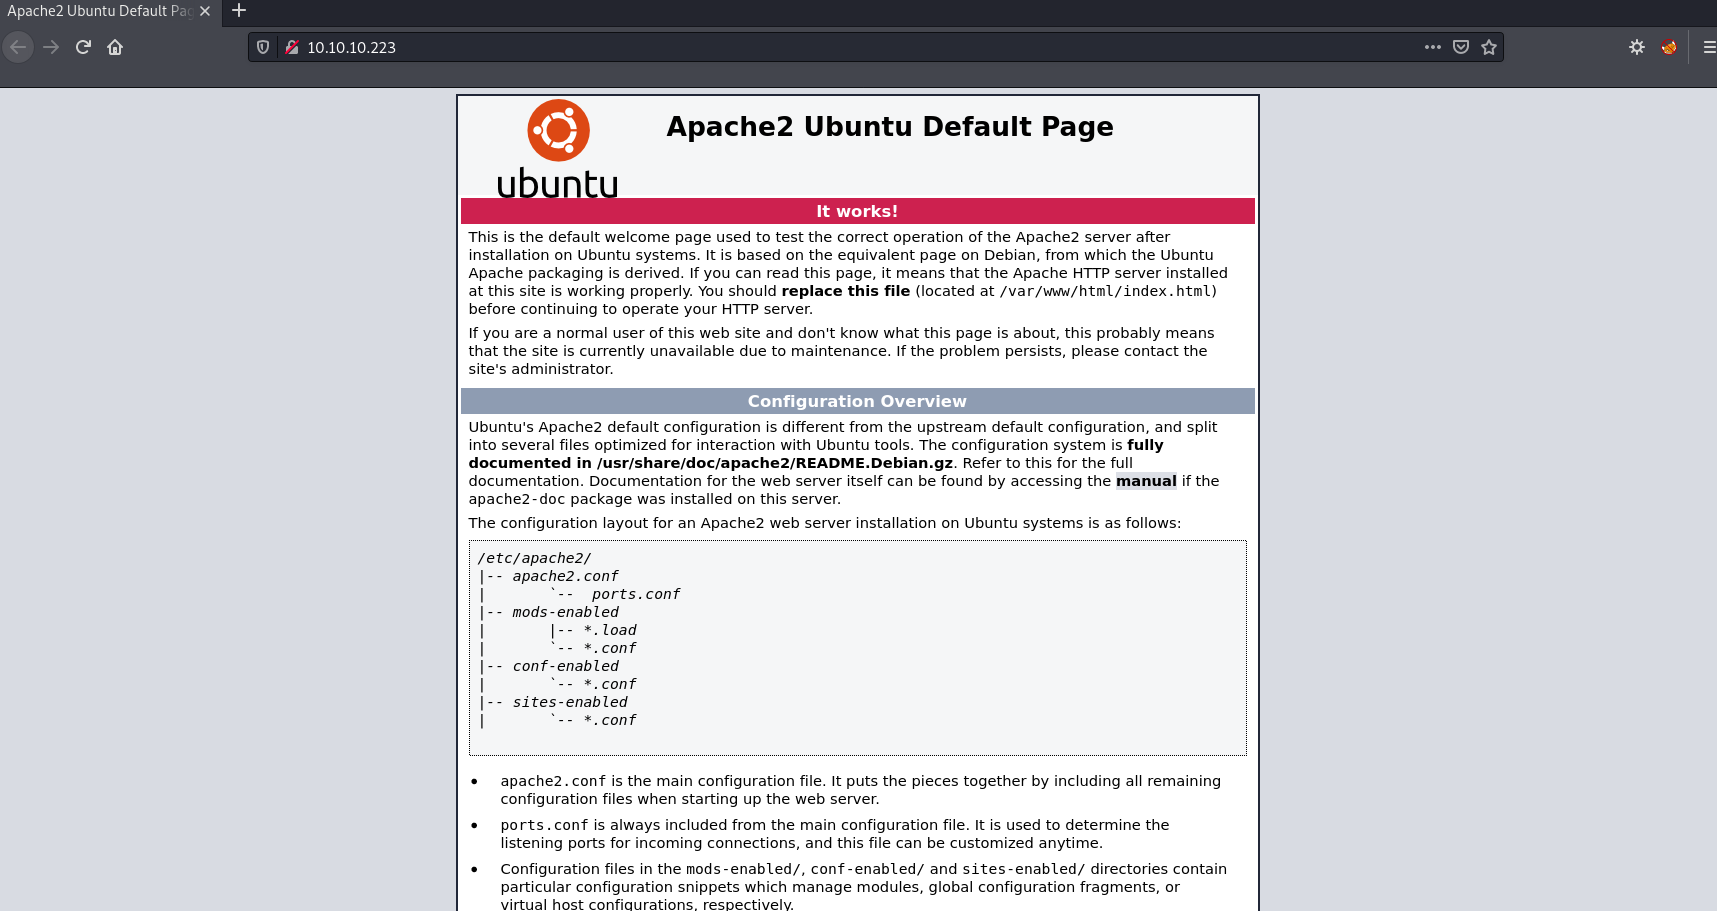 Apache2 Ubuntu Default Pag
10.10.10.223
ubuntu
Apache2 Ubuntu Default Page
It works!
This is the default welcome page used to test the correct operation of the Apache2 server after
installation on Ubuntu systems. It is based on the equivalent page on Debian, from which the Ubuntu
Apache packaging is derived. If you can read this page, it means that the Apache HTTP server installed
at this site is working properly. You should replace this file (located at /var/www/html/index.html)
before continuing to operate your HTTP server.
If you are a normal user of this web site and don't know what this page is about, this probably means
that the site is currently unavailable due to maintenance. If the problem persists, please contact the
site's administrator.
Configuration Overview
Ubuntu's Apache2 default configuration is different from the upstream default configuration, and split
into several files optimized for interaction with Ubuntu tools. The configuration system is fully
documented in /usr/share/doc/apache2/README.Debian.gz. Refer to this for the full
documentation. Documentation for the web server itself can be found by accessing the manual if the
apache2-doc package was installed on this server.
The configuration layout for an Apache2 web server installation on Ubuntu systems is as follows:
/etc/apache2/
|-- apache2.conf
|       `--  ports.conf
|-- mods-enabled
|       |-- *.load
|       `-- *.conf
|-- conf-enabled
|       `-- *.conf
|-- sites-enabled
|       `-- *.conf
• apache2.conf is the main configuration file. It puts the pieces together by including all remaining
configuration files when starting up the web server.
• ports.conf is always included from the main configuration file. It is used to determine the
listening ports for incoming connections, and this file can be customized anytime.
• Configuration files in the mods-enabled/, conf-enabled/ and sites-enabled/ directories contain
particular configuration snippets which manage modules, global configuration fragments, or
virtual host configurations, respectively.